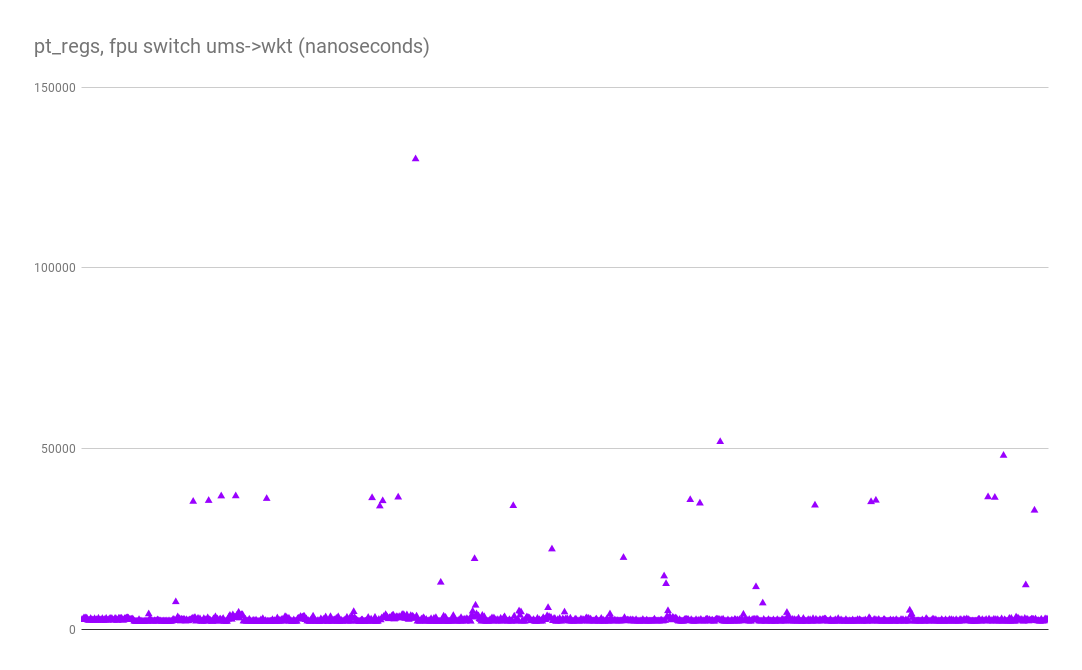 pt_regs, fpu switch ums->wkt (nanoseconds)
150000
100000
50000
0